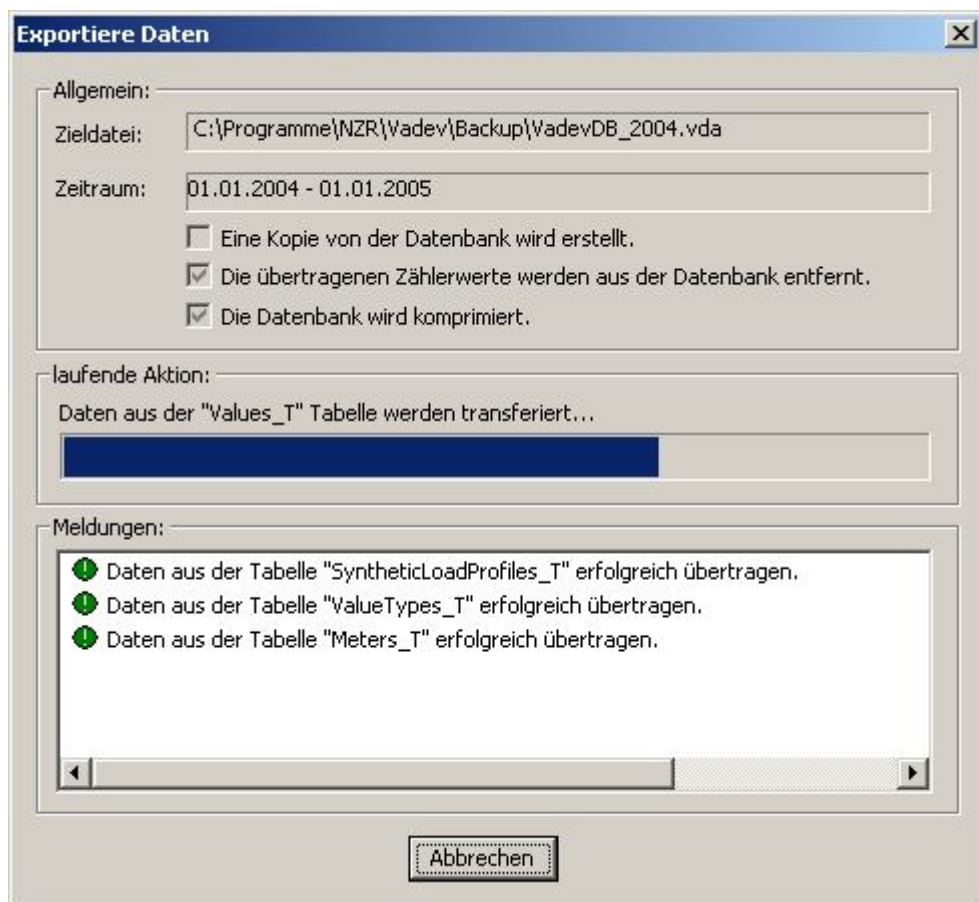 Exportiere Daten
Allgemein:
Zieldatei: C:\Programme\NZR\Vadev\Backup\VadevDB_2004.vda
Zeitraum: 01.01.2004 - 01.01.2005
Eine Kopie von der Datenbank wird erstellt.
Die übertragenen Zählerwerte werden aus der Datenbank entfernt.
Die Datenbank wird komprimiert.
laufende Aktion:
Daten aus der "Values_T" Tabelle werden transferiert...
Meldungen:
Daten aus der Tabelle "SyntheticLoadProfiles_T" erfolgreich übertragen.
Daten aus der Tabelle "ValueTypes_T" erfolgreich übertragen.
Daten aus der Tabelle "Meters_T" erfolgreich übertragen.
Abbrechen